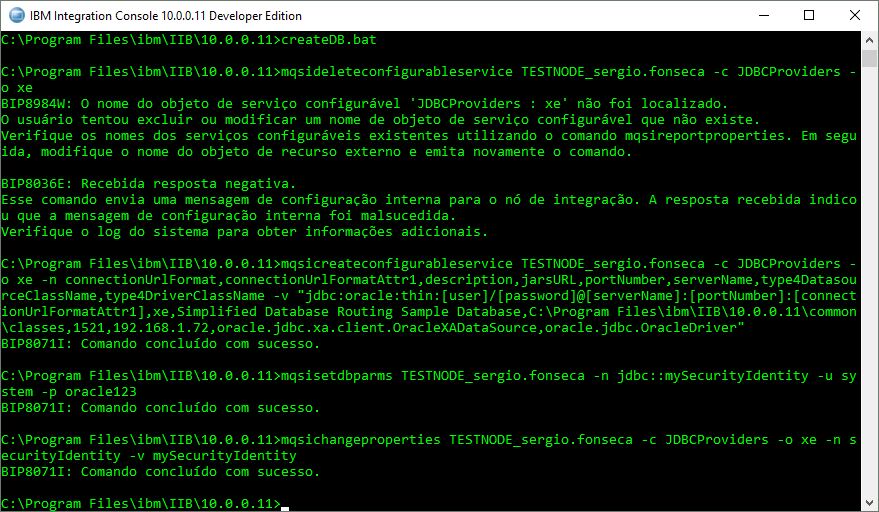 IBM Integration Console 10.0.0.11 Developer Edition
C:\Program Files\ibm\IIB\10.0.0.11>createDB.bat
C:\Program Files\ibm\IIB\10.0.0.11>mqsideleteconfigurableservice TESTNODE_sergio.fonseca -c JDBCProviders -
o xe
BIP8984W: O nome do objeto de serviço configurável 'JDBCProviders : xe' não foi localizado.
O usuário tentou excluir ou modificar um nome de objeto de serviço configurável que não existe.
Verifique os nomes dos serviços configuráveis existentes utilizando o comando mqsireportproperties. Em segu
ida, modifique o nome do objeto de recurso externo e emita novamente o comando.
BIP8036E: Recebida resposta negativa.
Esse comando envia uma mensagem de configuração interna para o nó de integração. A resposta recebida indico
u que a mensagem de configuração interna foi malsucedida.
Verifique o log do sistema para obter informações adicionais.
C:\Program Files\ibm\IIB\10.0.0.11>mqsicreateconfigurableservice TESTNODE_sergio.fonseca -c JDBCProviders -
o xe -n connectionUrlFormat,connectionUrlFormatAttr1,description,jarsURL,portNumber,serverName,type4Datasou
rceClassName,type4DriverClassName -v "jdbc:oracle:thin:[user]/[password]@[serverName]:[portNumber]:[connect
ionUrlFormatAttr1],xe,Simplified Database Routing Sample Database,C:\Program Files\ibm\IIB\10.0.0.11\common
\classes,1521,192.168.1.72,oracle.jdbc.xa.client.OracleXADataSource,oracle.jdbc.OracleDriver"
BIP8071I: Comando concluído com sucesso.
C:\Program Files\ibm\IIB\10.0.0.11>mqsisetdbparms TESTNODE_sergio.fonseca -n jdbc::mySecurityIdentity -u sy
stem -p oracle123
BIP8071I: Comando concluído com sucesso.
C:\Program Files\ibm\IIB\10.0.0.11>mqsichangeproperties TESTNODE_sergio.fonseca -c JDBCProviders -o xe -n s
ecurityIdentity -v mySecurityIdentity
BIP8071I: Comando concluído com sucesso.
C:\Program Files\ibm\IIB\10.0.0.11>